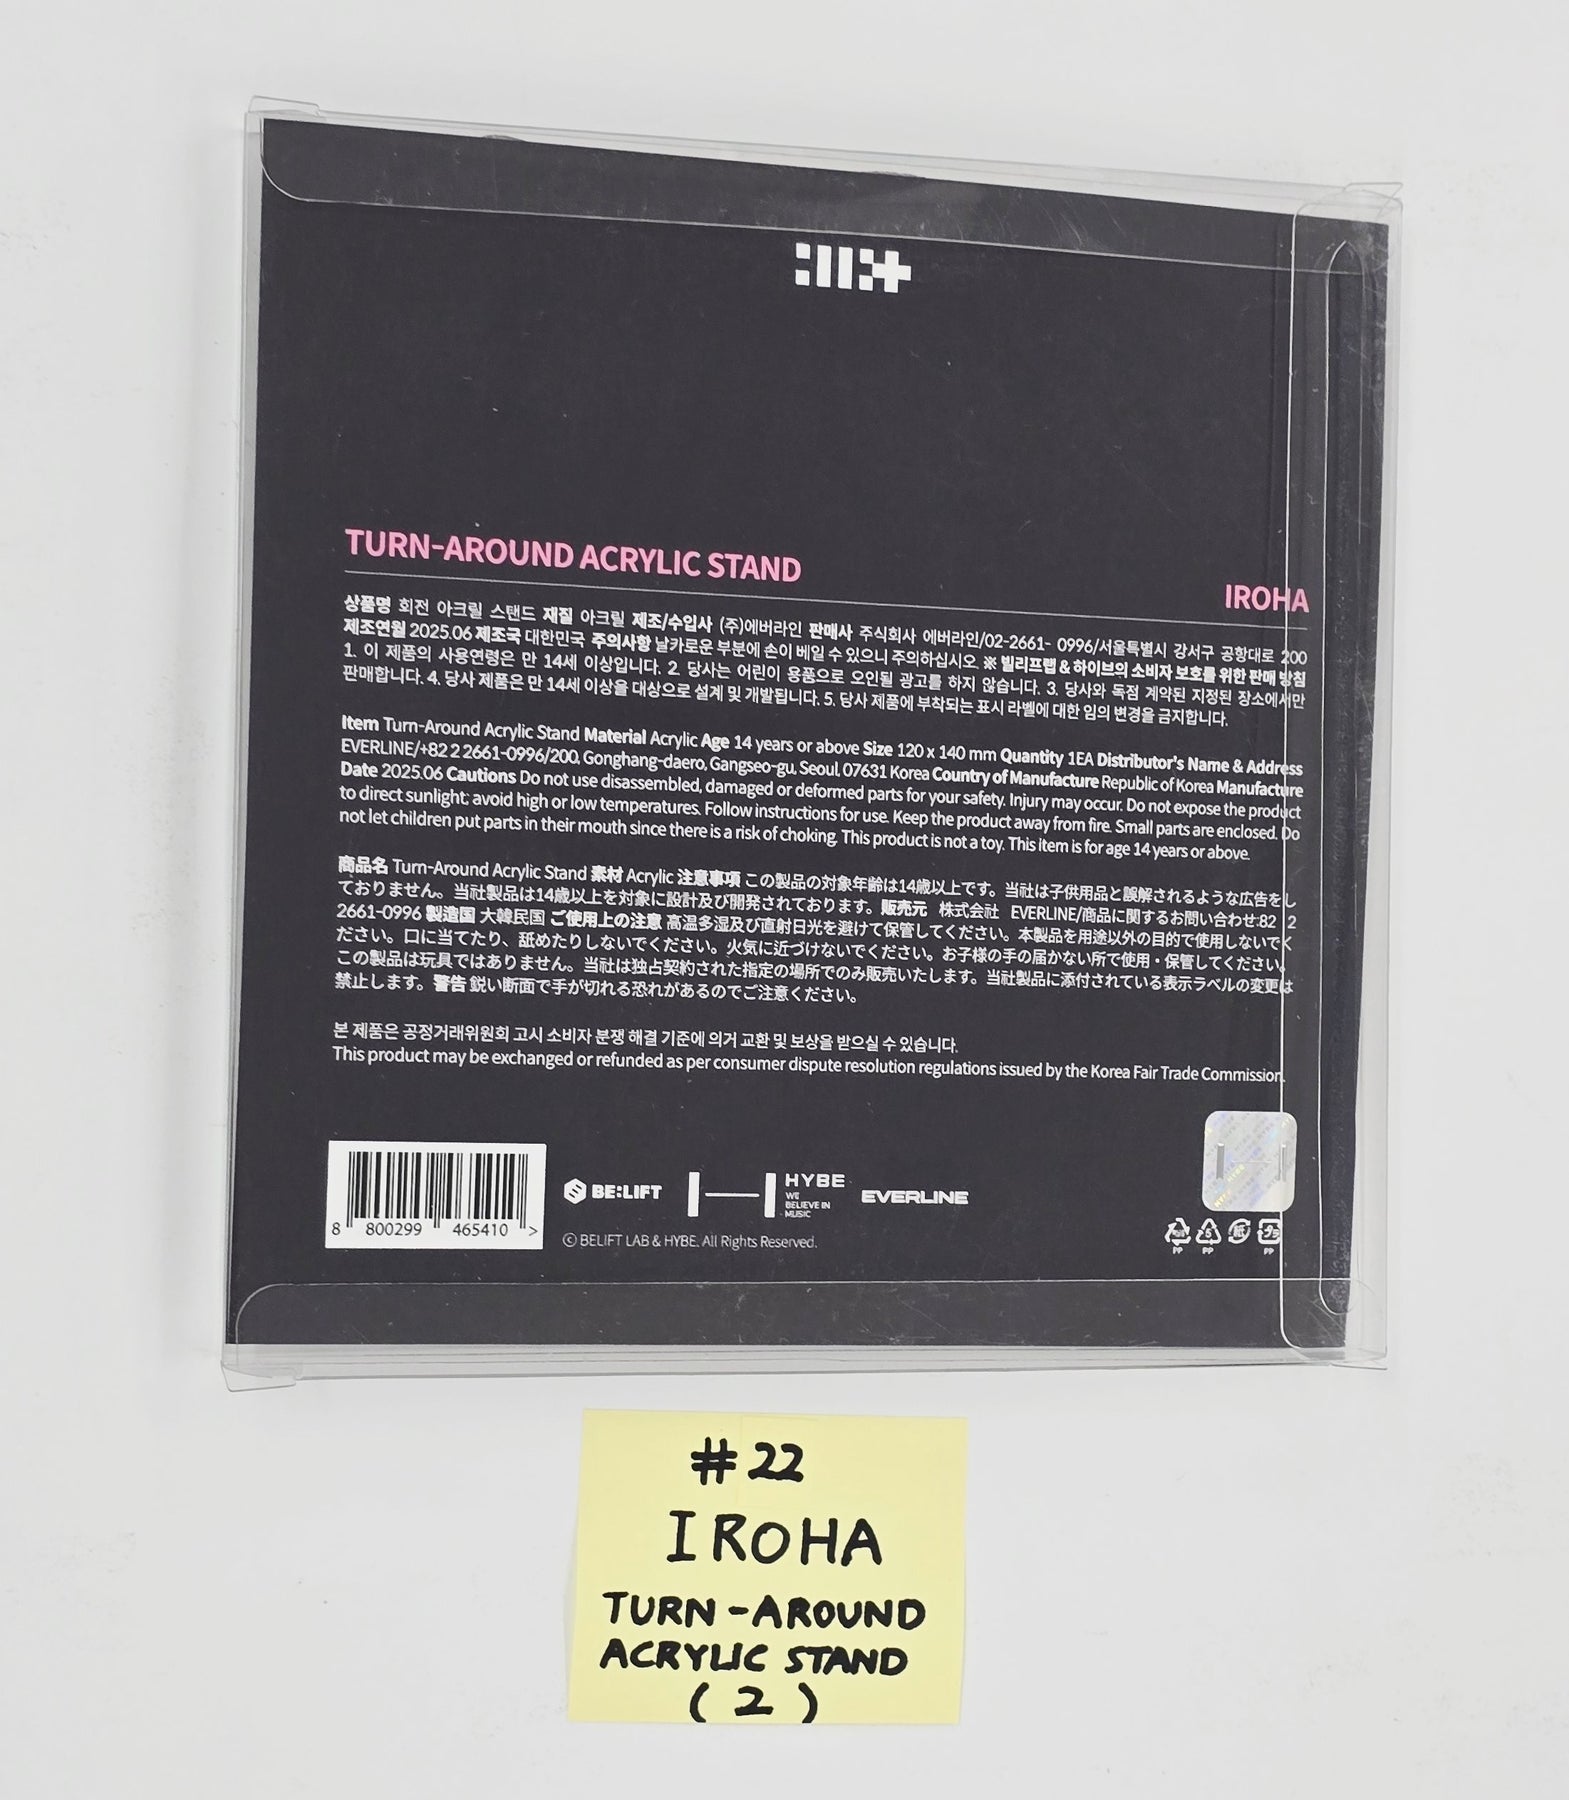 TURN-AROUND ACRYLIC STAND
IROHA
상품명 회전 아크릴 스탠드 재질 아크릴 제조/수입사 (주)에버라인 판매사 주식회사 에버라인/02-2661- 0996/서울특별시 강서구 공항대로 200
제조연월 2025.06 제조국 대한민국 주의사항 날카로운 부분에 손이 베일 수 있으니 주의하십시오 ※ 빌리프랩 & 하이브의 소비자 보호를 위한 판매 방침
1. 이 제품의 사용연령은 만 14세 이상입니다. 2. 당사는 어린이 용품으로 오인될 광고를 하지 않습니다. 3. 당사와 독점 계약된 지정된 장소에서만
판매합니다. 4. 당사 제품은 만 14세 이상을 대상으로 설계 및 개발됩니다. 5. 당사 제품에 부착되는 표시 라벨에 대한 임의 변경을 금지합니다.
Item Turn-Around Acrylic Stand Material Acrylic Age 14 years or above Size 120 x 140 mm Quantity 1EA Distributor's Name & Address
EVERLINE/+82 2 2661-0996/200, Gonghang-daero, Gangseo-gu, Seoul, 07631 Korea Country of Manufacture Republic of Korea Manufacture
Date 2025.06 Cautions Do not use disassembled, damaged or deformed parts for your safety. Injury may occur. Do not expose the product
to direct sunlight; avoid high or low temperatures. Follow instructions for use. Keep the product away from fire. Small parts are enclosed. Do
not let children put parts in their mouth since there is a risk of choking. This product is not a toy. This item is for age 14 years or above.
商品名 Turn-Around Acrylic Stand 素材 Acrylic 注意事項 この製品の対象年齢は14歳以上です。当社は子供用品と誤解されるような広告をし
ておりません。当社製品は14歳以上を対象に設計及び開発されております。販売元 株式会社 EVERLINE/商品に関するお問い合わせ:82 2
2661-0996 製造国 大韓民国 ご使用上の注意 高温多湿及び直射日光を避けて保管してください。本製品を用途以外の目的で使用しないでく
ださい。口に当てたり、舐めたりしないでください。火気に近づけないでください。お子様の手の届かない所で使用・保管してください。
この製品は玩具ではありません。当社は独占契約された指定の場所でのみ販売いたします。当社製品に添付されている表示ラベルの変更は
禁止します。警告 鋭い断面で手が切れる恐れがあるのでご注意ください。
본 제품은 공정거래위원회 고시 소비자 분쟁 해결 기준에 의거 교환 및 보상을 받으실 수 있습니다.
This product may be exchanged or refunded as per consumer dispute resolution regulations issued by the Korea Fair Trade Commission.
8 800299 465410 >
BE:LIFT
HYBE
WE
BELIEVE IN
MUSIC
EVERLINE
© BELIFT LAB & HYBE. All Rights Reserved.
HYBE
PP
5
PP
紙
プラ
PP
#22
IROHA
TURN-AROUND
ACRYLIC STAND
(2)